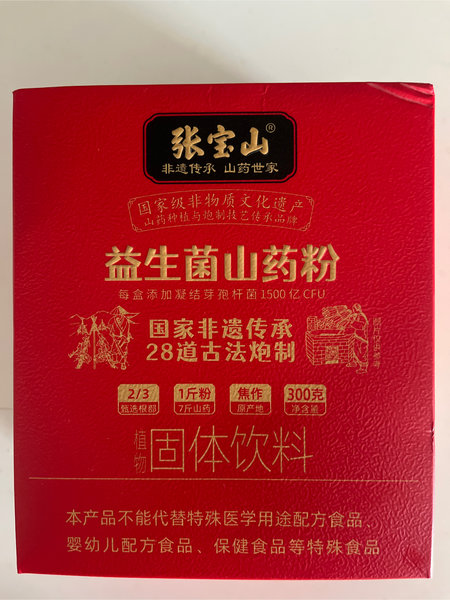 张宝山®
非遗传承 山药世家
国家级非物质文化遗产
山药种植与炮制技艺传承品牌
益生菌山药粉
每盒添加凝结芽孢杆菌1500亿CFU
国家非遗传承
28道古法炮制
2/3 1斤粉 焦作 300克
甄选根部 7斤山药 原产地 净含量
植物
固体饮料
本产品不能代替特殊医学用途配方食品、
婴幼儿配方食品、保健食品等特殊食品